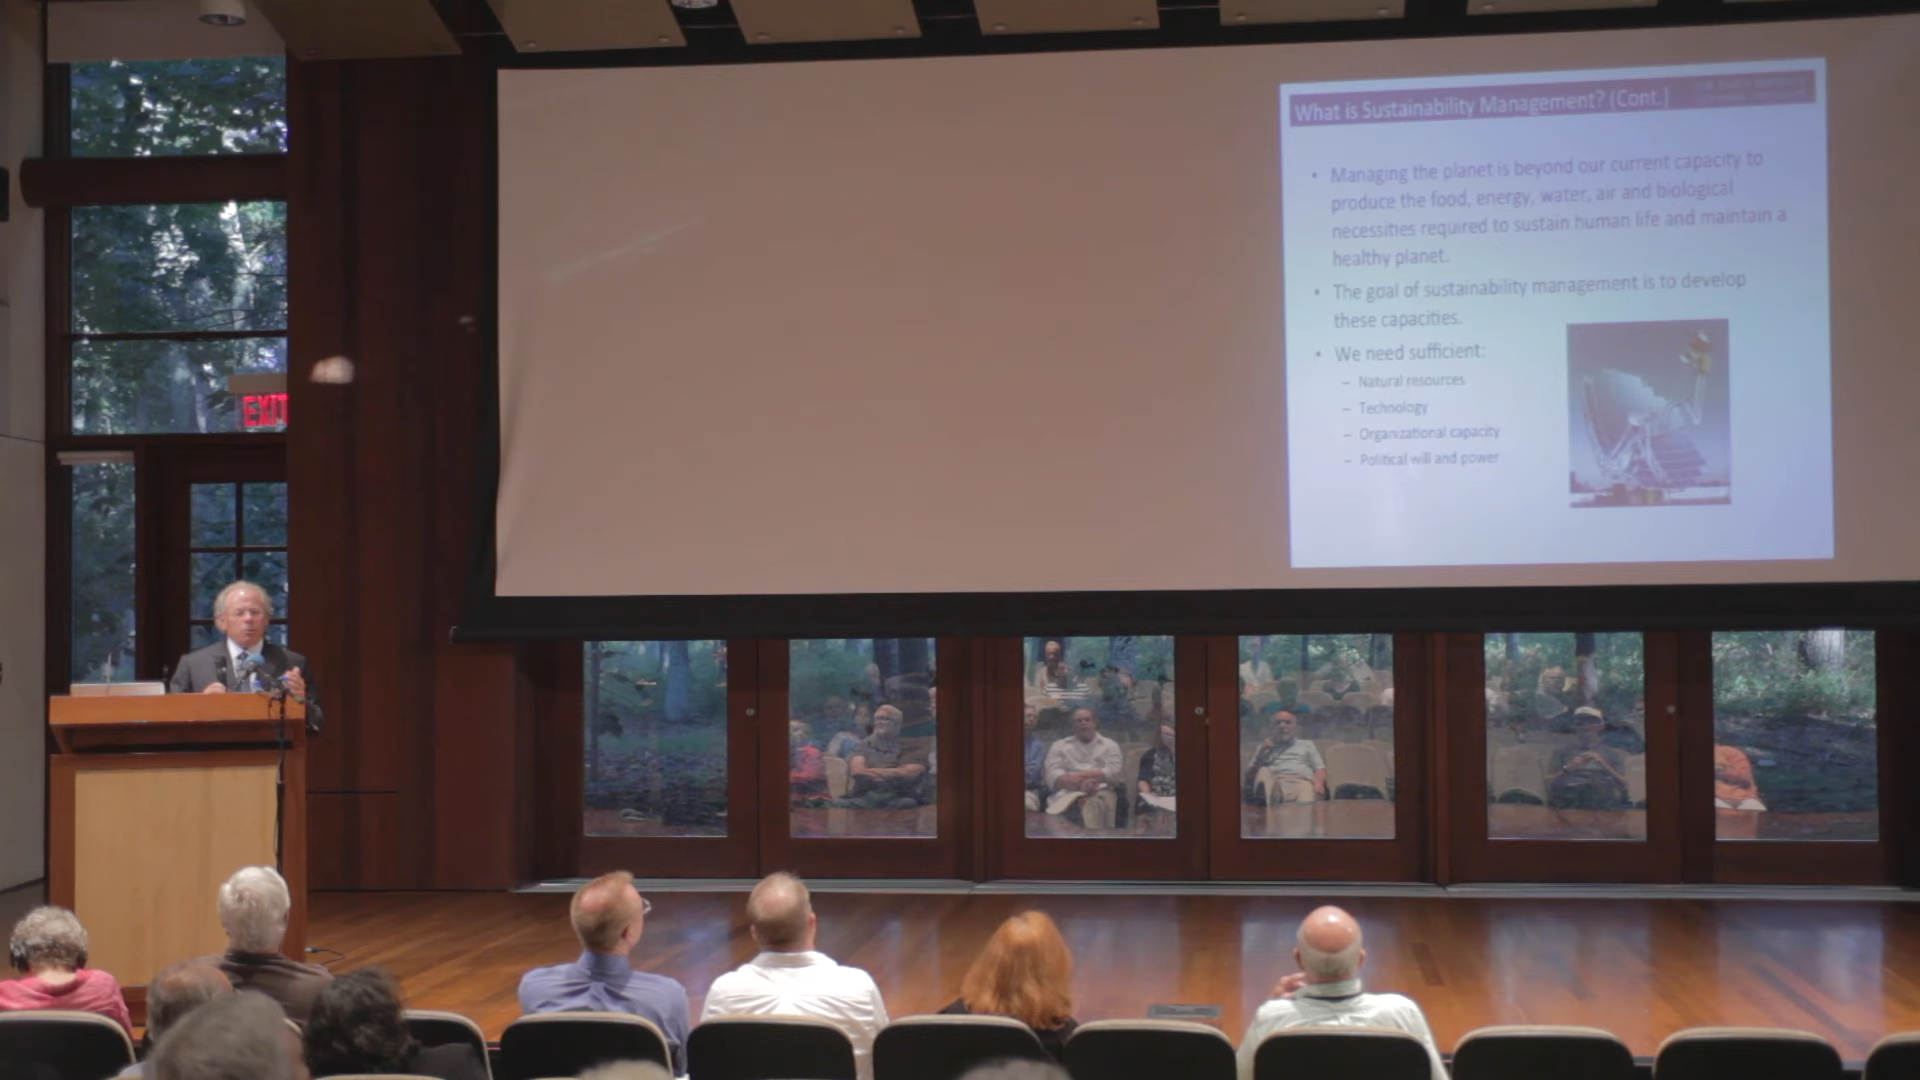 What is Sustainability Management? (Cont.)
• Managing the planet is beyond our current capacity to
produce the food, energy, water, air and biological
necessities required to sustain human life and maintain a
healthy planet.
• The goal of sustainability management is to develop
these capacities.
• We need sufficient:
– Natural resources
– Technology
– Organizational capacity
– Political will and power
EXIT